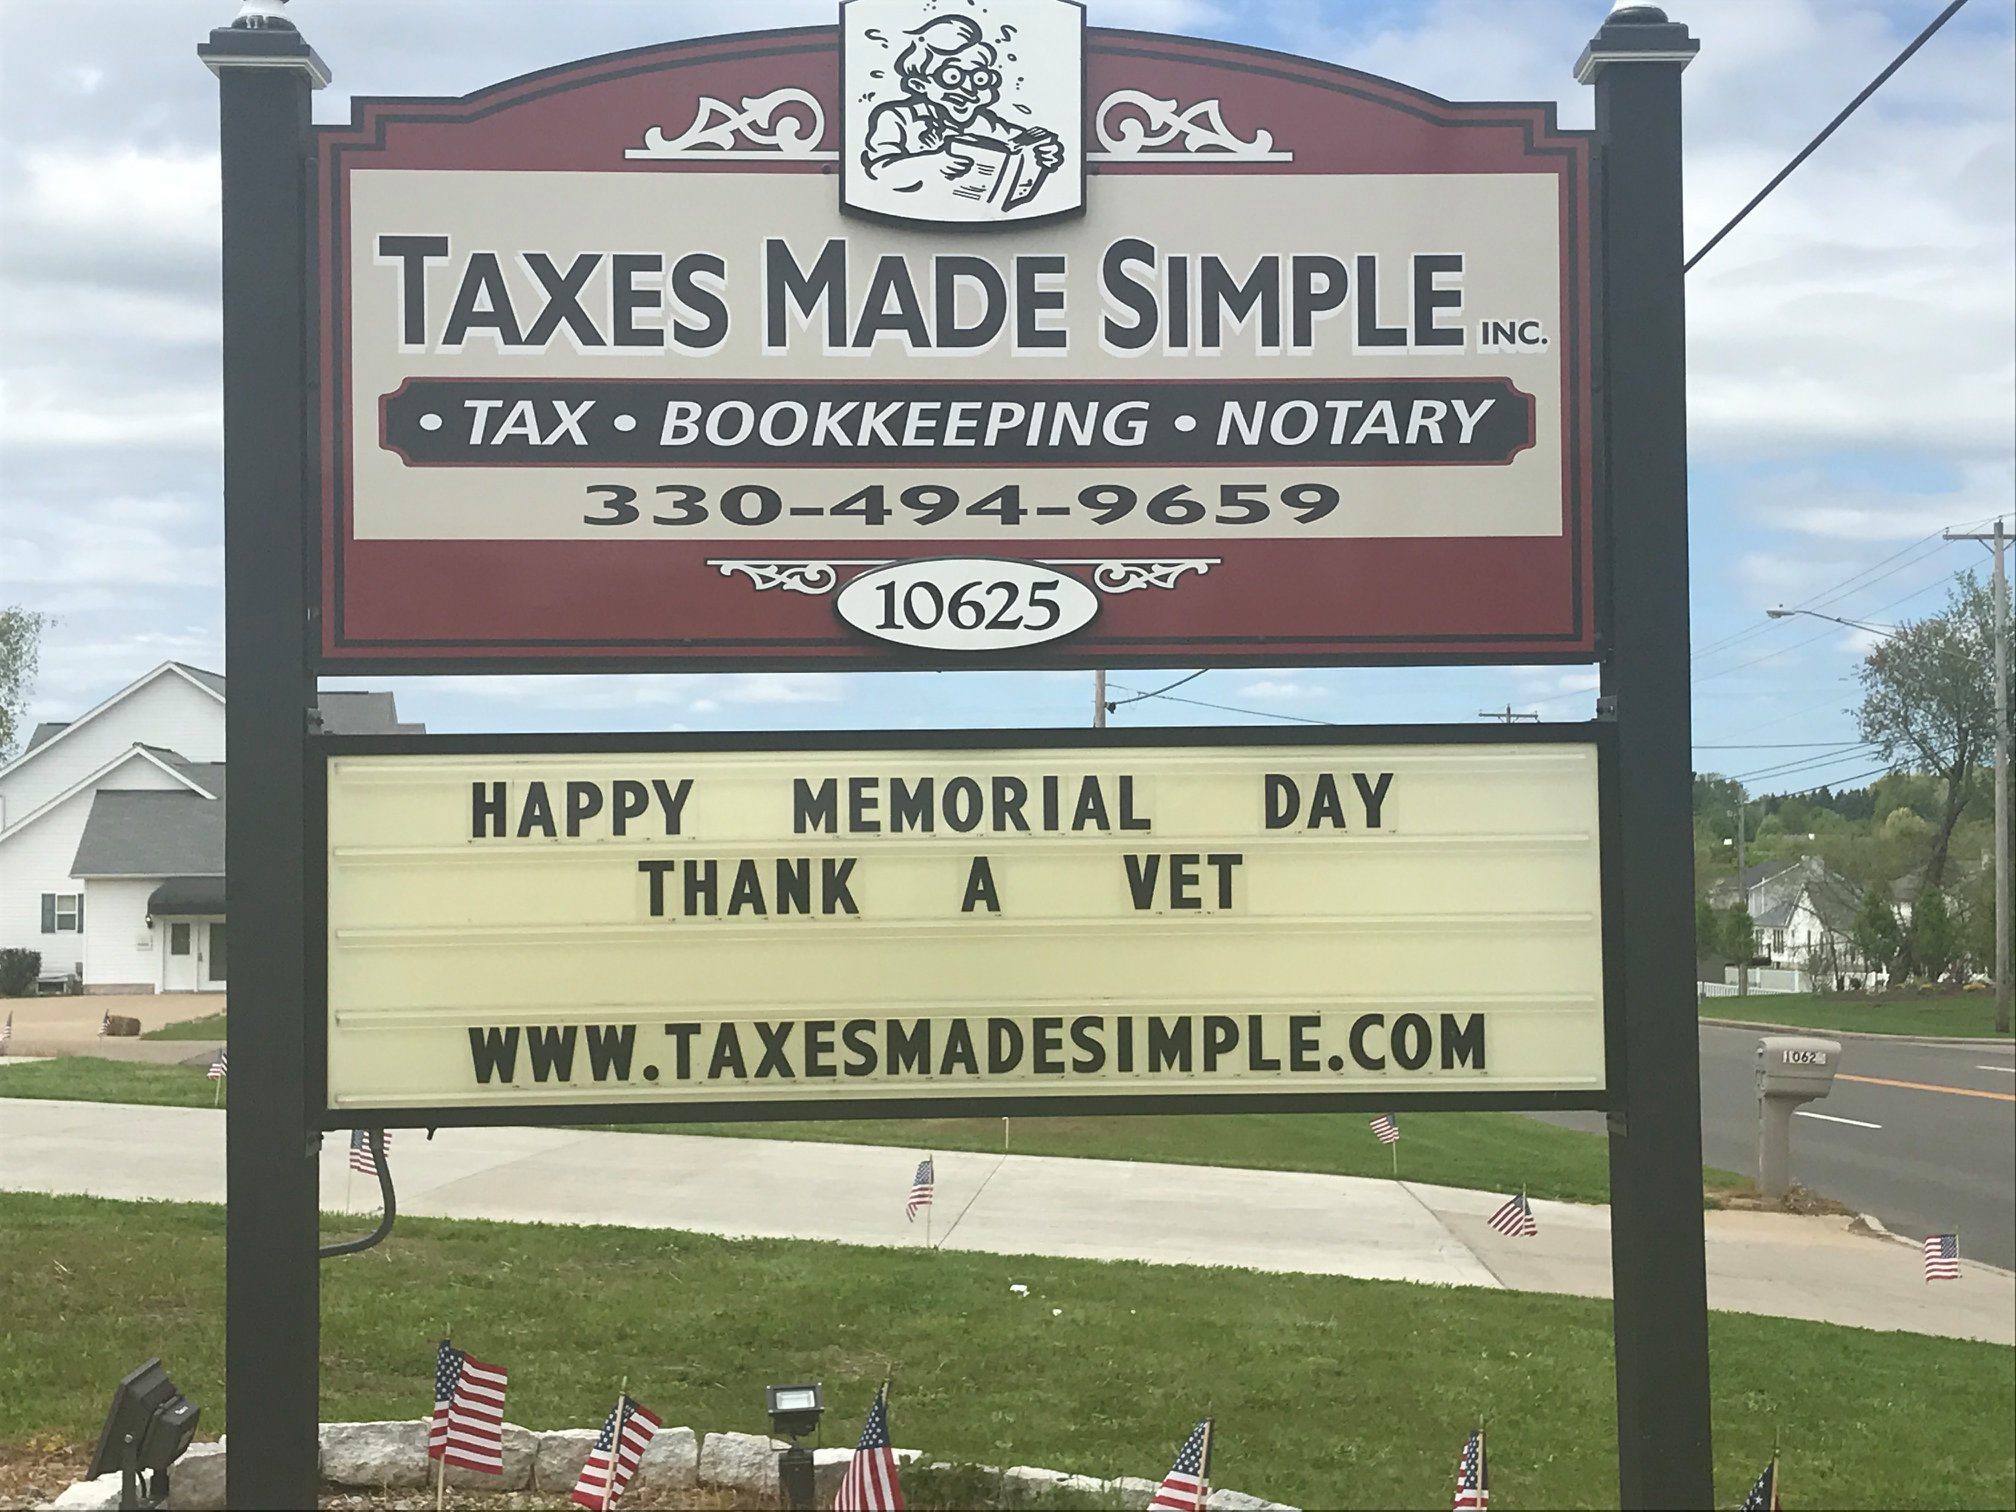 TAXES MADE SIMPLE INC.
• TAX • BOOKKEEPING • NOTARY
330-494-9659
10625
HAPPY MEMORIAL DAY
THANK A VET
WWW.TAXESMADESIMPLE.COM
1062